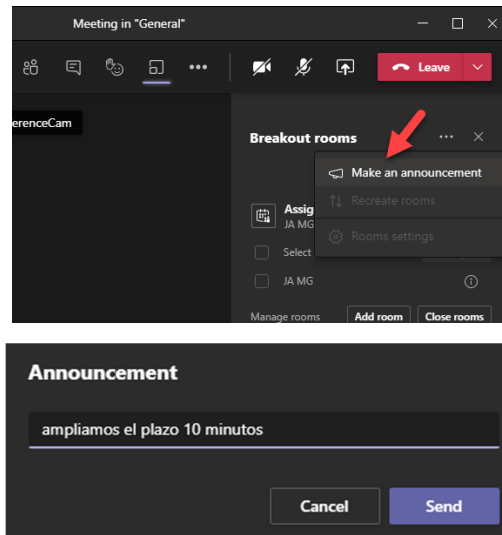 Meeting in "General"
Leave
erenceCam
Breakout rooms
Make an announcement
Recreate rooms
Rooms settings
Assig
JA MG
Select
JA MG
Manage rooms Add room Close rooms
Announcement
ampliamos el plazo 10 minutos
Cancel Send